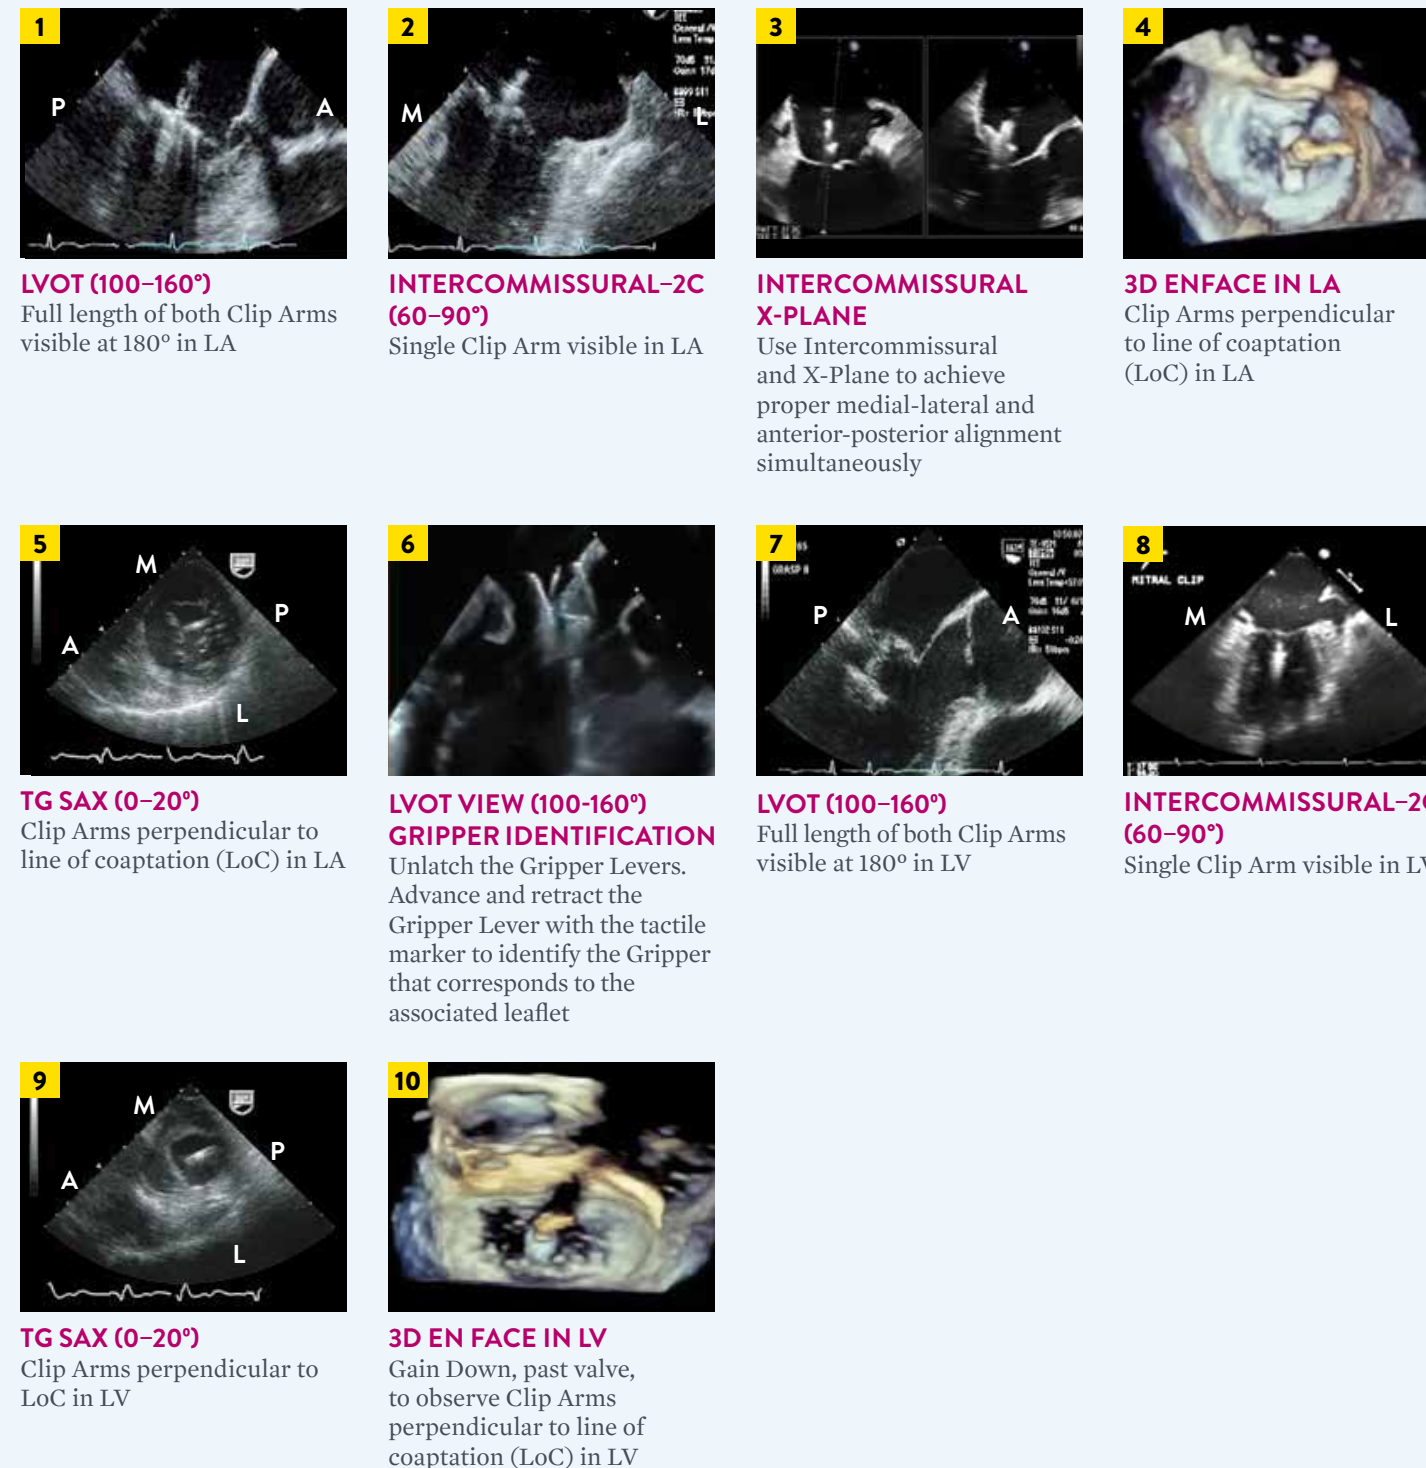 1
P
A
LVOT (100–160°)
Full length of both Clip Arms
visible at 180° in LA
2
M
L
INTERCOMMISSURAL–2C
(60–90°)
Single Clip Arm visible in LA
3
INTERCOMMISSURAL
X-PLANE
Use Intercommissural
and X-Plane to achieve
proper medial-lateral and
anterior-posterior alignment
simultaneously
4
3D ENFACE IN LA
Clip Arms perpendicular
to line of coaptation
(LoC) in LA
5
M
P
A
L
TG SAX (0–20°)
Clip Arms perpendicular to
line of coaptation (LoC) in LA
6
LVOT VIEW (100-160°)
GRIPPER IDENTIFICATION
Unlatch the Gripper Levers.
Advance and retract the
Gripper Lever with the tactile
marker to identify the Gripper
that corresponds to the
associated leaflet
7
GRASP
P
A
LVOT (100–160°)
Full length of both Clip Arms
visible at 180° in LV
8
MITRAL CLIP
M
L
INTERCOMMISSURAL–2
(60–90°)
Single Clip Arm visible in LV
9
M
P
A
L
TG SAX (0–20°)
Clip Arms perpendicular to
LoC in LV
10
3D EN FACE IN LV
Gain Down, past valve,
to observe Clip Arms
perpendicular to line of
coaptation (LoC) in LV